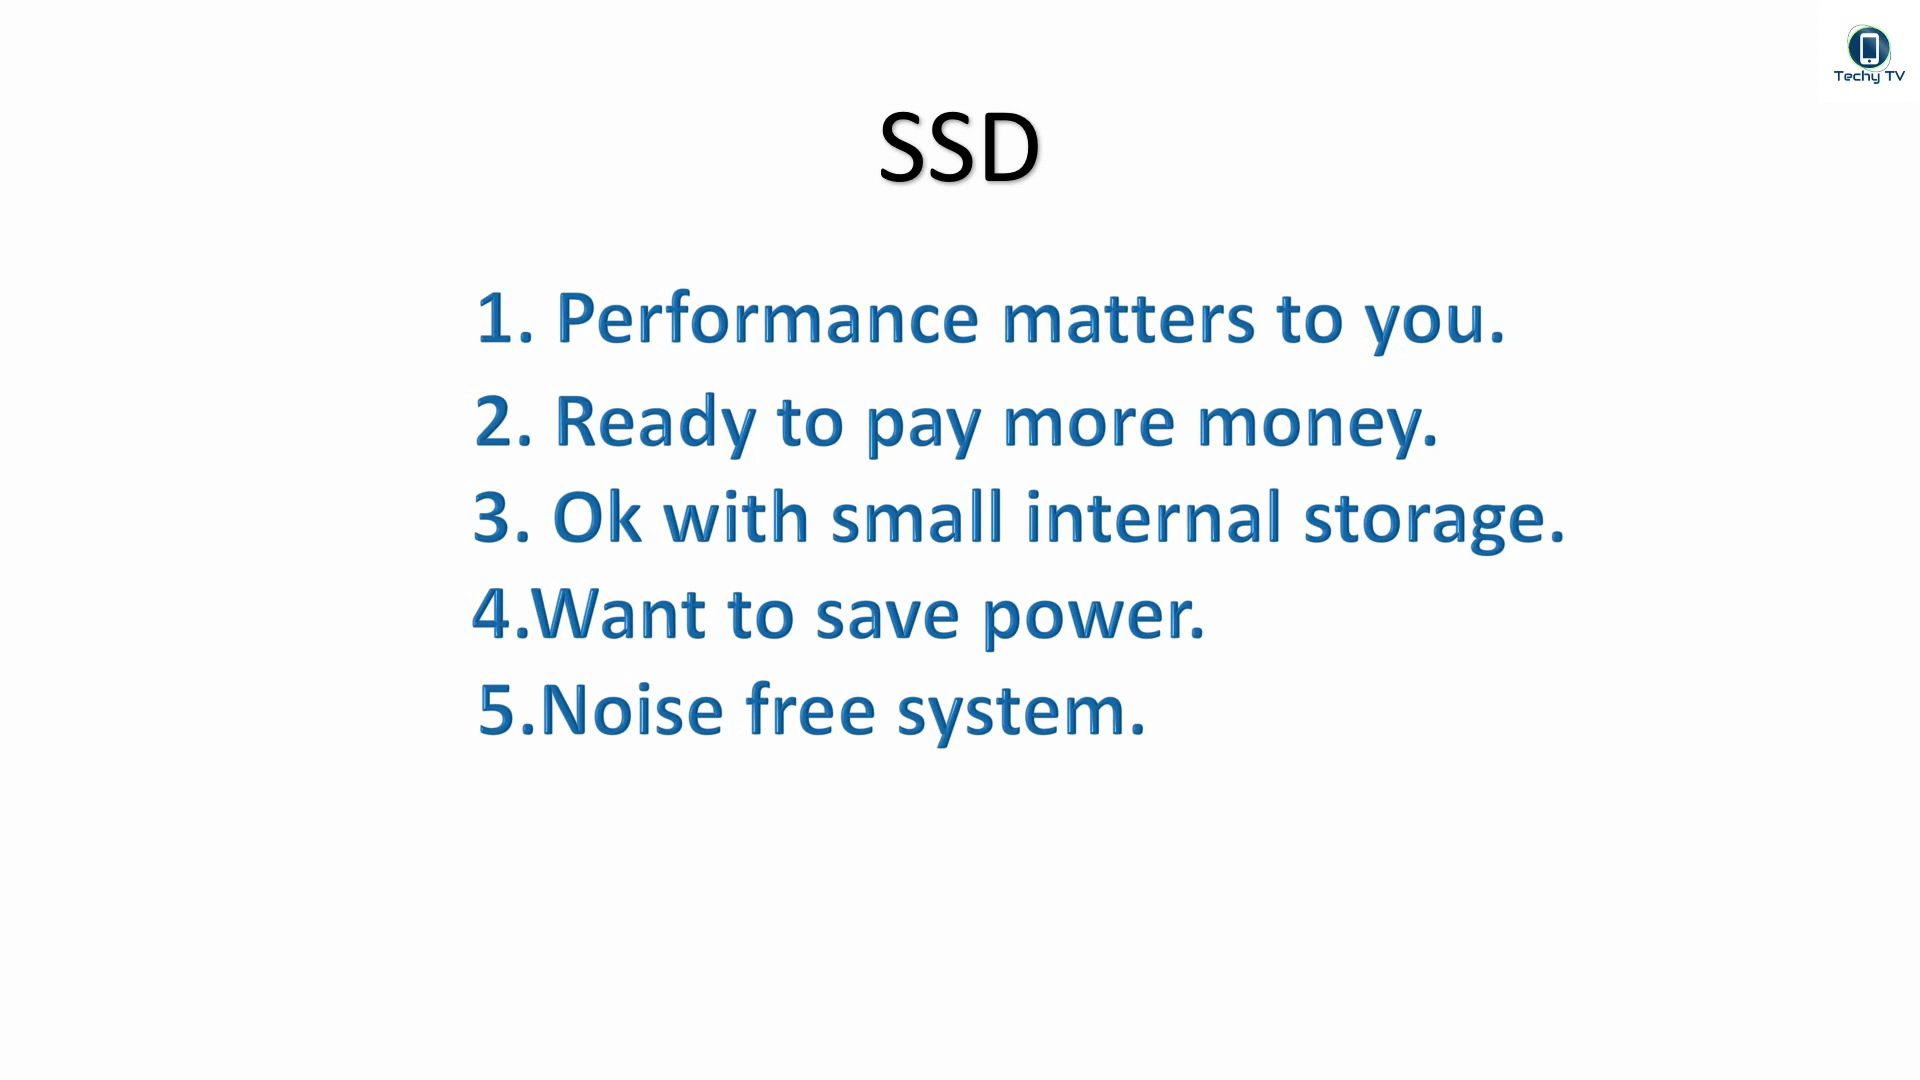 Techy TV
SSD
1. Performance matters to you.
2. Ready to pay more money.
3. Ok with small internal storage.
4.Want to save power.
5.Noise free system.